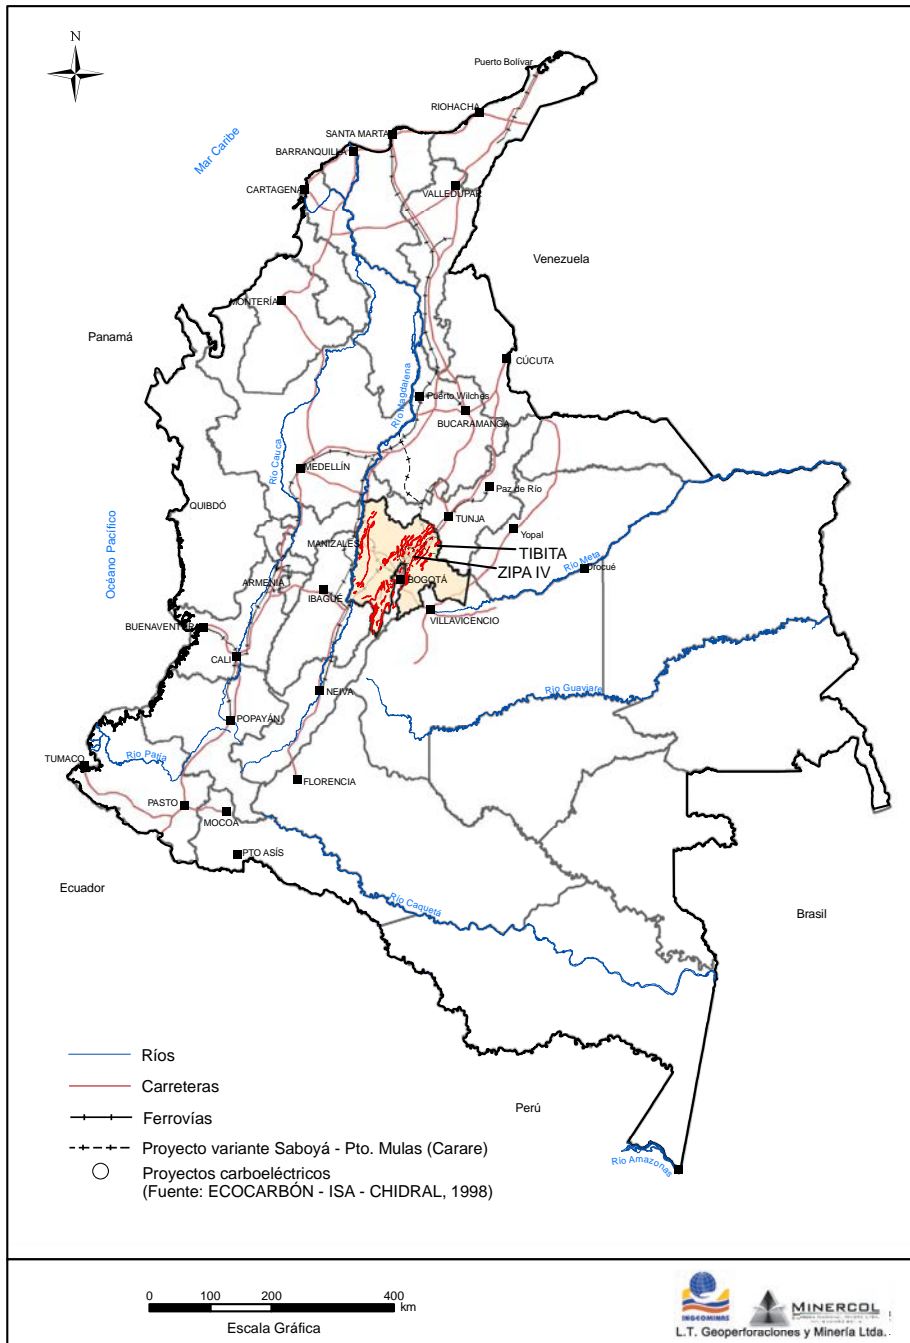 N
Puerto Bolívar
RIOHACHA
SANTA MARTA
BARRANQUILLA
Mar Caribe
CARTAGENA
VALLEDUPAR
Venezuela
MONTERÍA
Panamá
CÚCUTA
Río Magdalena
Puerto Wilches
BUCARAMANGA
Río Cauca
MEDELLÍN
Paz de Río
QUIBDÓ
TUNJA
Yopal
Océano Pacífico
MANIZALES
TIBITA
ZIPA IV
Río Meta
Orocué
BOGOTÁ
ARMENIA
IBAGUÉ
VILLAVICENCIO
BUENAVENTURA
CALI
NEIVA
Río Guaviare
POPAYÁN
Río Patía
TUMACO
FLORENCIA
PASTO
MOCOA
PTO ASÍS
Ecuador
Río Caquetá
Brasil
Ríos
Carreteras
Perú
Ferrovías
Proyecto variante Saboyá - Pto. Mulas (Carare)
Río Amazonas
Proyectos carboeléctricos
(Fuente: ECOCARBÓN - ISA - CHIDRAL, 1998)
0 100 200 400
km
Escala Gráfica
INGEOMINAS
MINERCOL
L.T. Geoperforaciones y Minería Ltda.